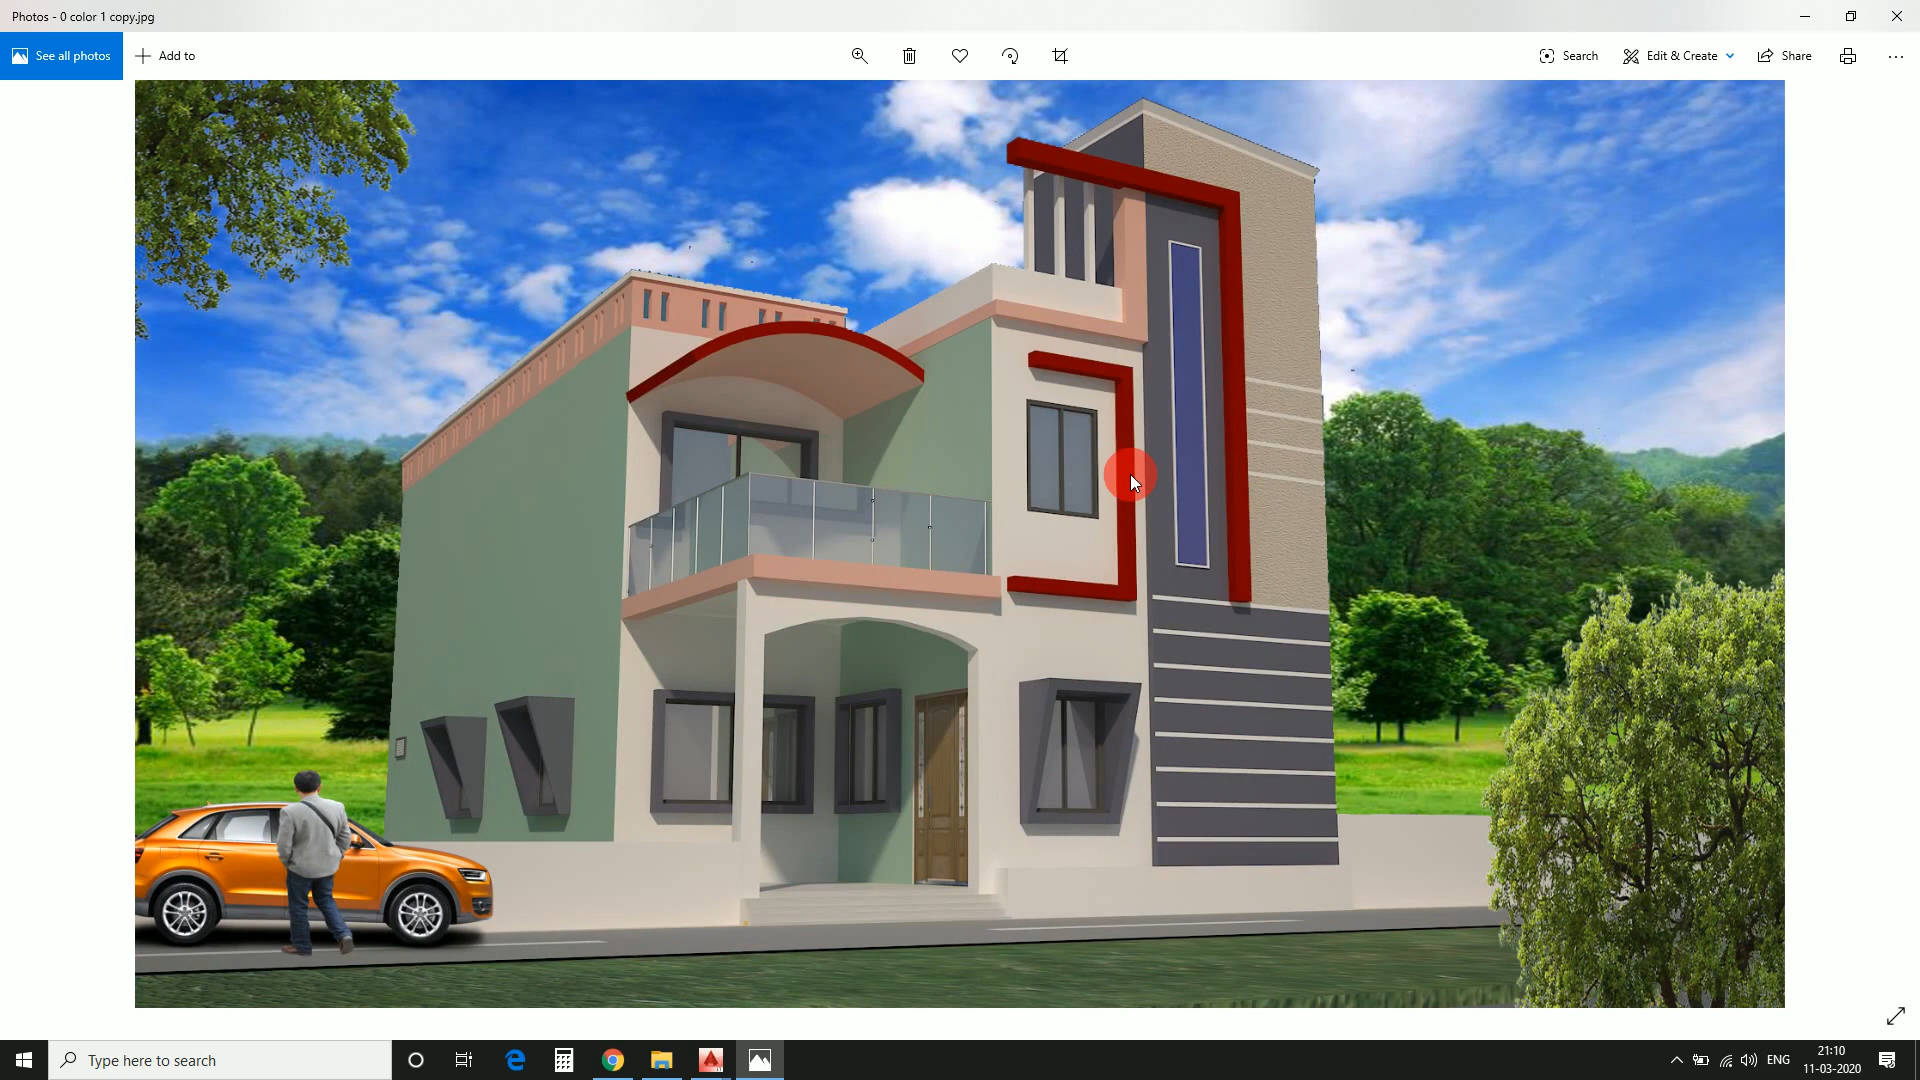 Photos - 0 color 1 copy.jpg
See all photos
Add to
Search
Edit & Create
Share
Type here to search
ENG
21:10
11-03-2020